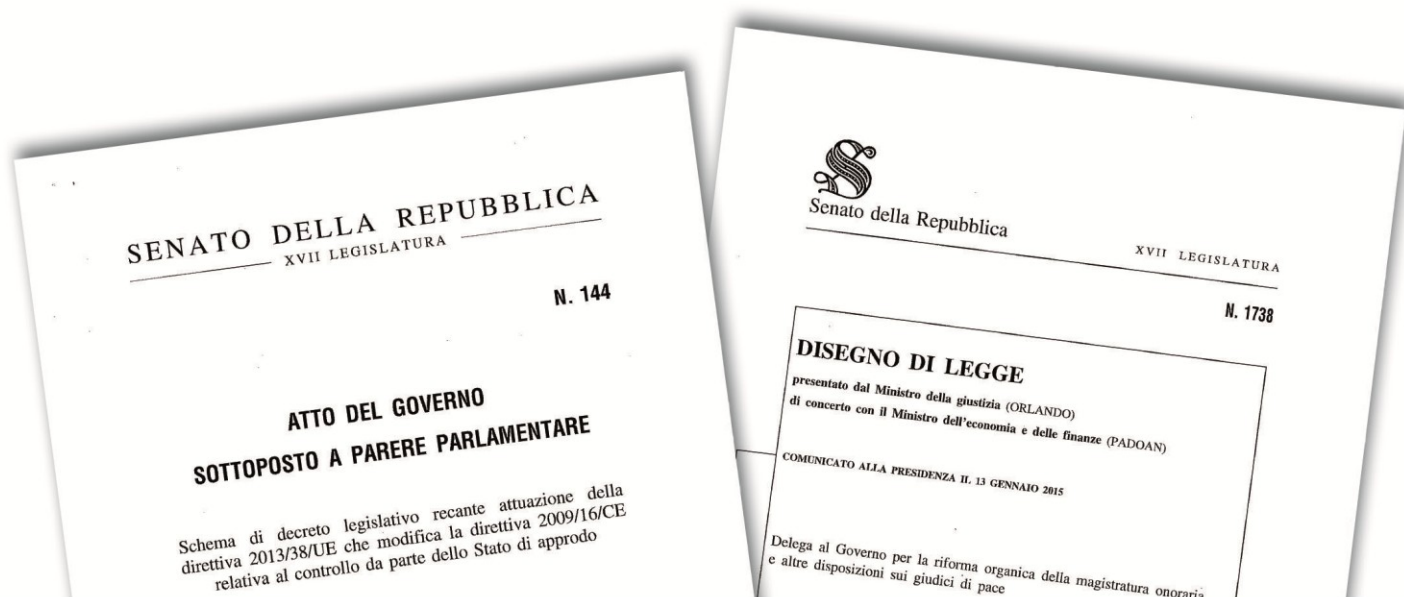 SENATO DELLA REPUBBLICA
XVII LEGISLATURA
N. 144
ATTO DEL GOVERNO
SOTTOPOSTO A PARERE PARLAMENTARE
Schema di decreto legislativo recante attuazione della
direttiva 2013/38/UE che modifica la direttiva 2009/16/CE
relativa al controllo da parte dello Stato di approdo
Senato della Repubblica
XVII LEGISLATURA
N. 1738
DISEGNO DI LEGGE
presentato dal Ministro della giustizia (ORLANDO)
di concerto con il Ministro dell'economia e delle finanze (PADOAN)
COMUNICATO ALLA PRESIDENZA IL 13 GENNAIO 2015
Delega al Governo per la riforma organica della magistratura onoraria
e altre disposizioni sui giudici di pace